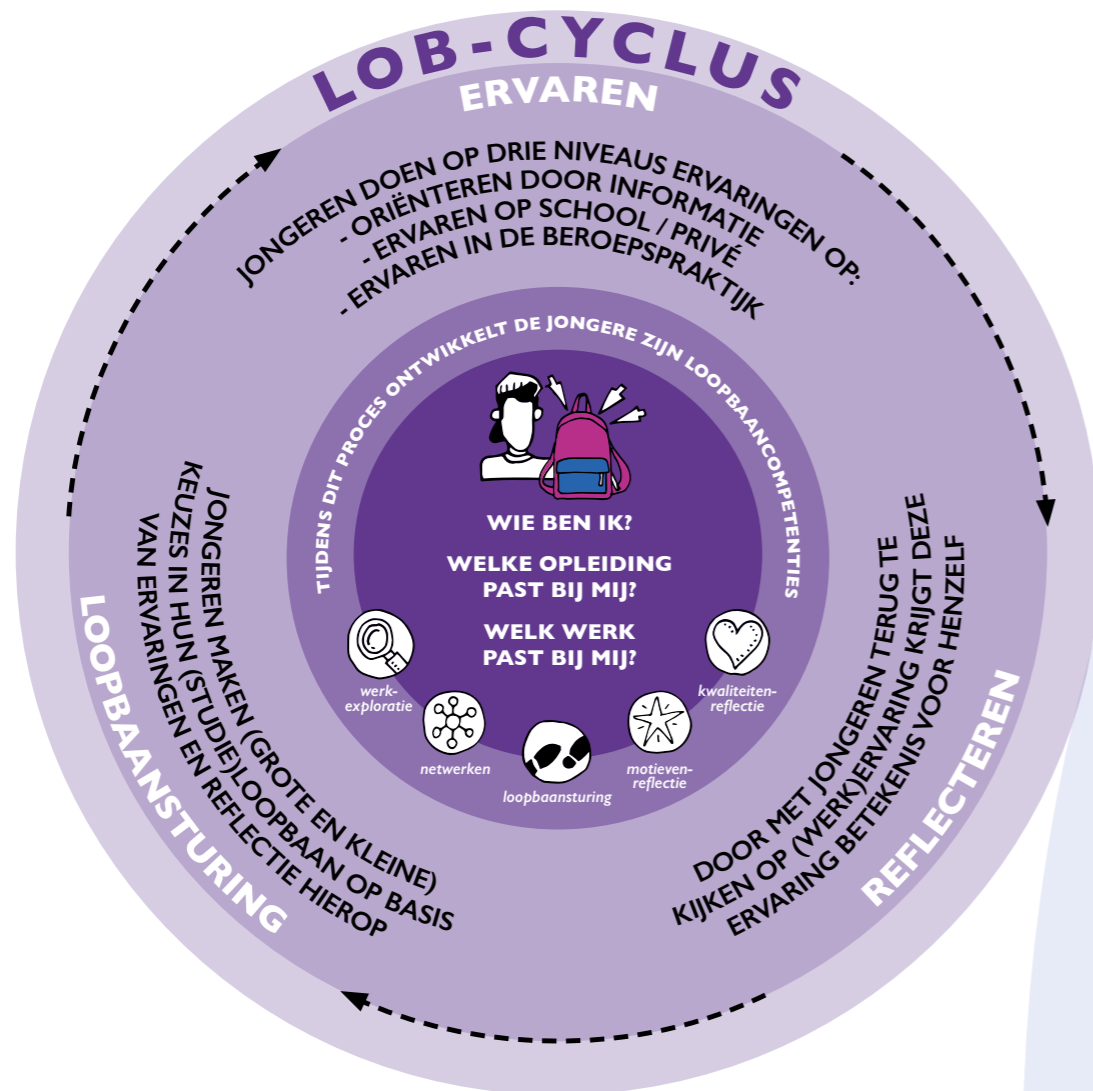 LOB-CYCLUS
ERVAREN
JONGEREN DOEN OP DRIE NIVEAUS ERVARINGEN OP:
- ORIËNTEREN DOOR INFORMATIE
- ERVAREN OP SCHOOL / PRIVÉ
- ERVAREN IN DE BEROEPSPRAKTIJK
TIJDENS DIT PROCES ONTWIKKELT DE JONGERE ZIJN LOOPBAANCOMPETENTIES
WIE BEN IK?
WELKE OPLEIDING
PAST BIJ MIJ?
WELK WERK
PAST BIJ MIJ?
werk-
exploratie
netwerken
loopbaansturing
motieven-
reflectie
kwaliteiten-
reflectie
DOOR MET JONGEREN TERUG TE
KIJKEN OP (WERK)ERVARING KRIJGT DEZE
ERVARING BETEKENIS VOOR HENZELF
REFLECTEREN
JONGEREN MAKEN (GROTE EN KLEINE)
KEUZES IN HUN (STUDIE)LOOPBAAN OP BASIS
VAN ERVARINGEN EN REFLECTIE HIEROP
LOOPBAANSTURING